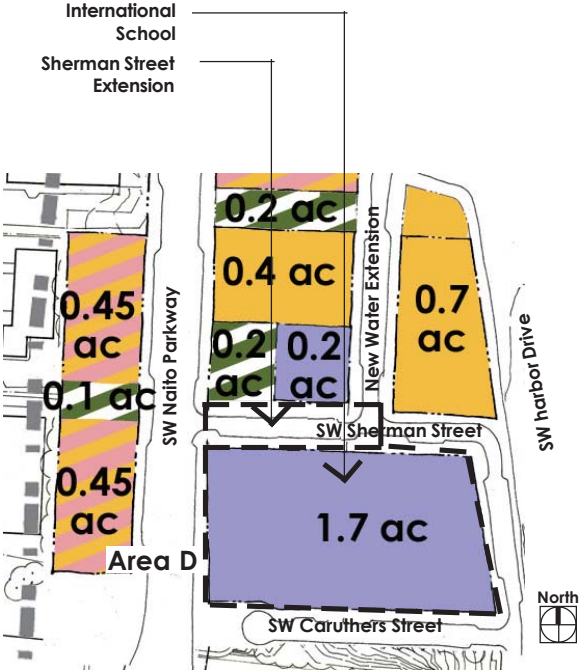 International
School
Sherman Street
Extension
0.2 ac
0.4 ac
0.45
ac
0.7
ac
0.2
ac
0.2
ac
0.1 ac
0.45
ac
SW Naito Parkway
New Water Extension
SW harbor Drive
SW Sherman Street
1.7 ac
Area D
SW Caruthers Street
North